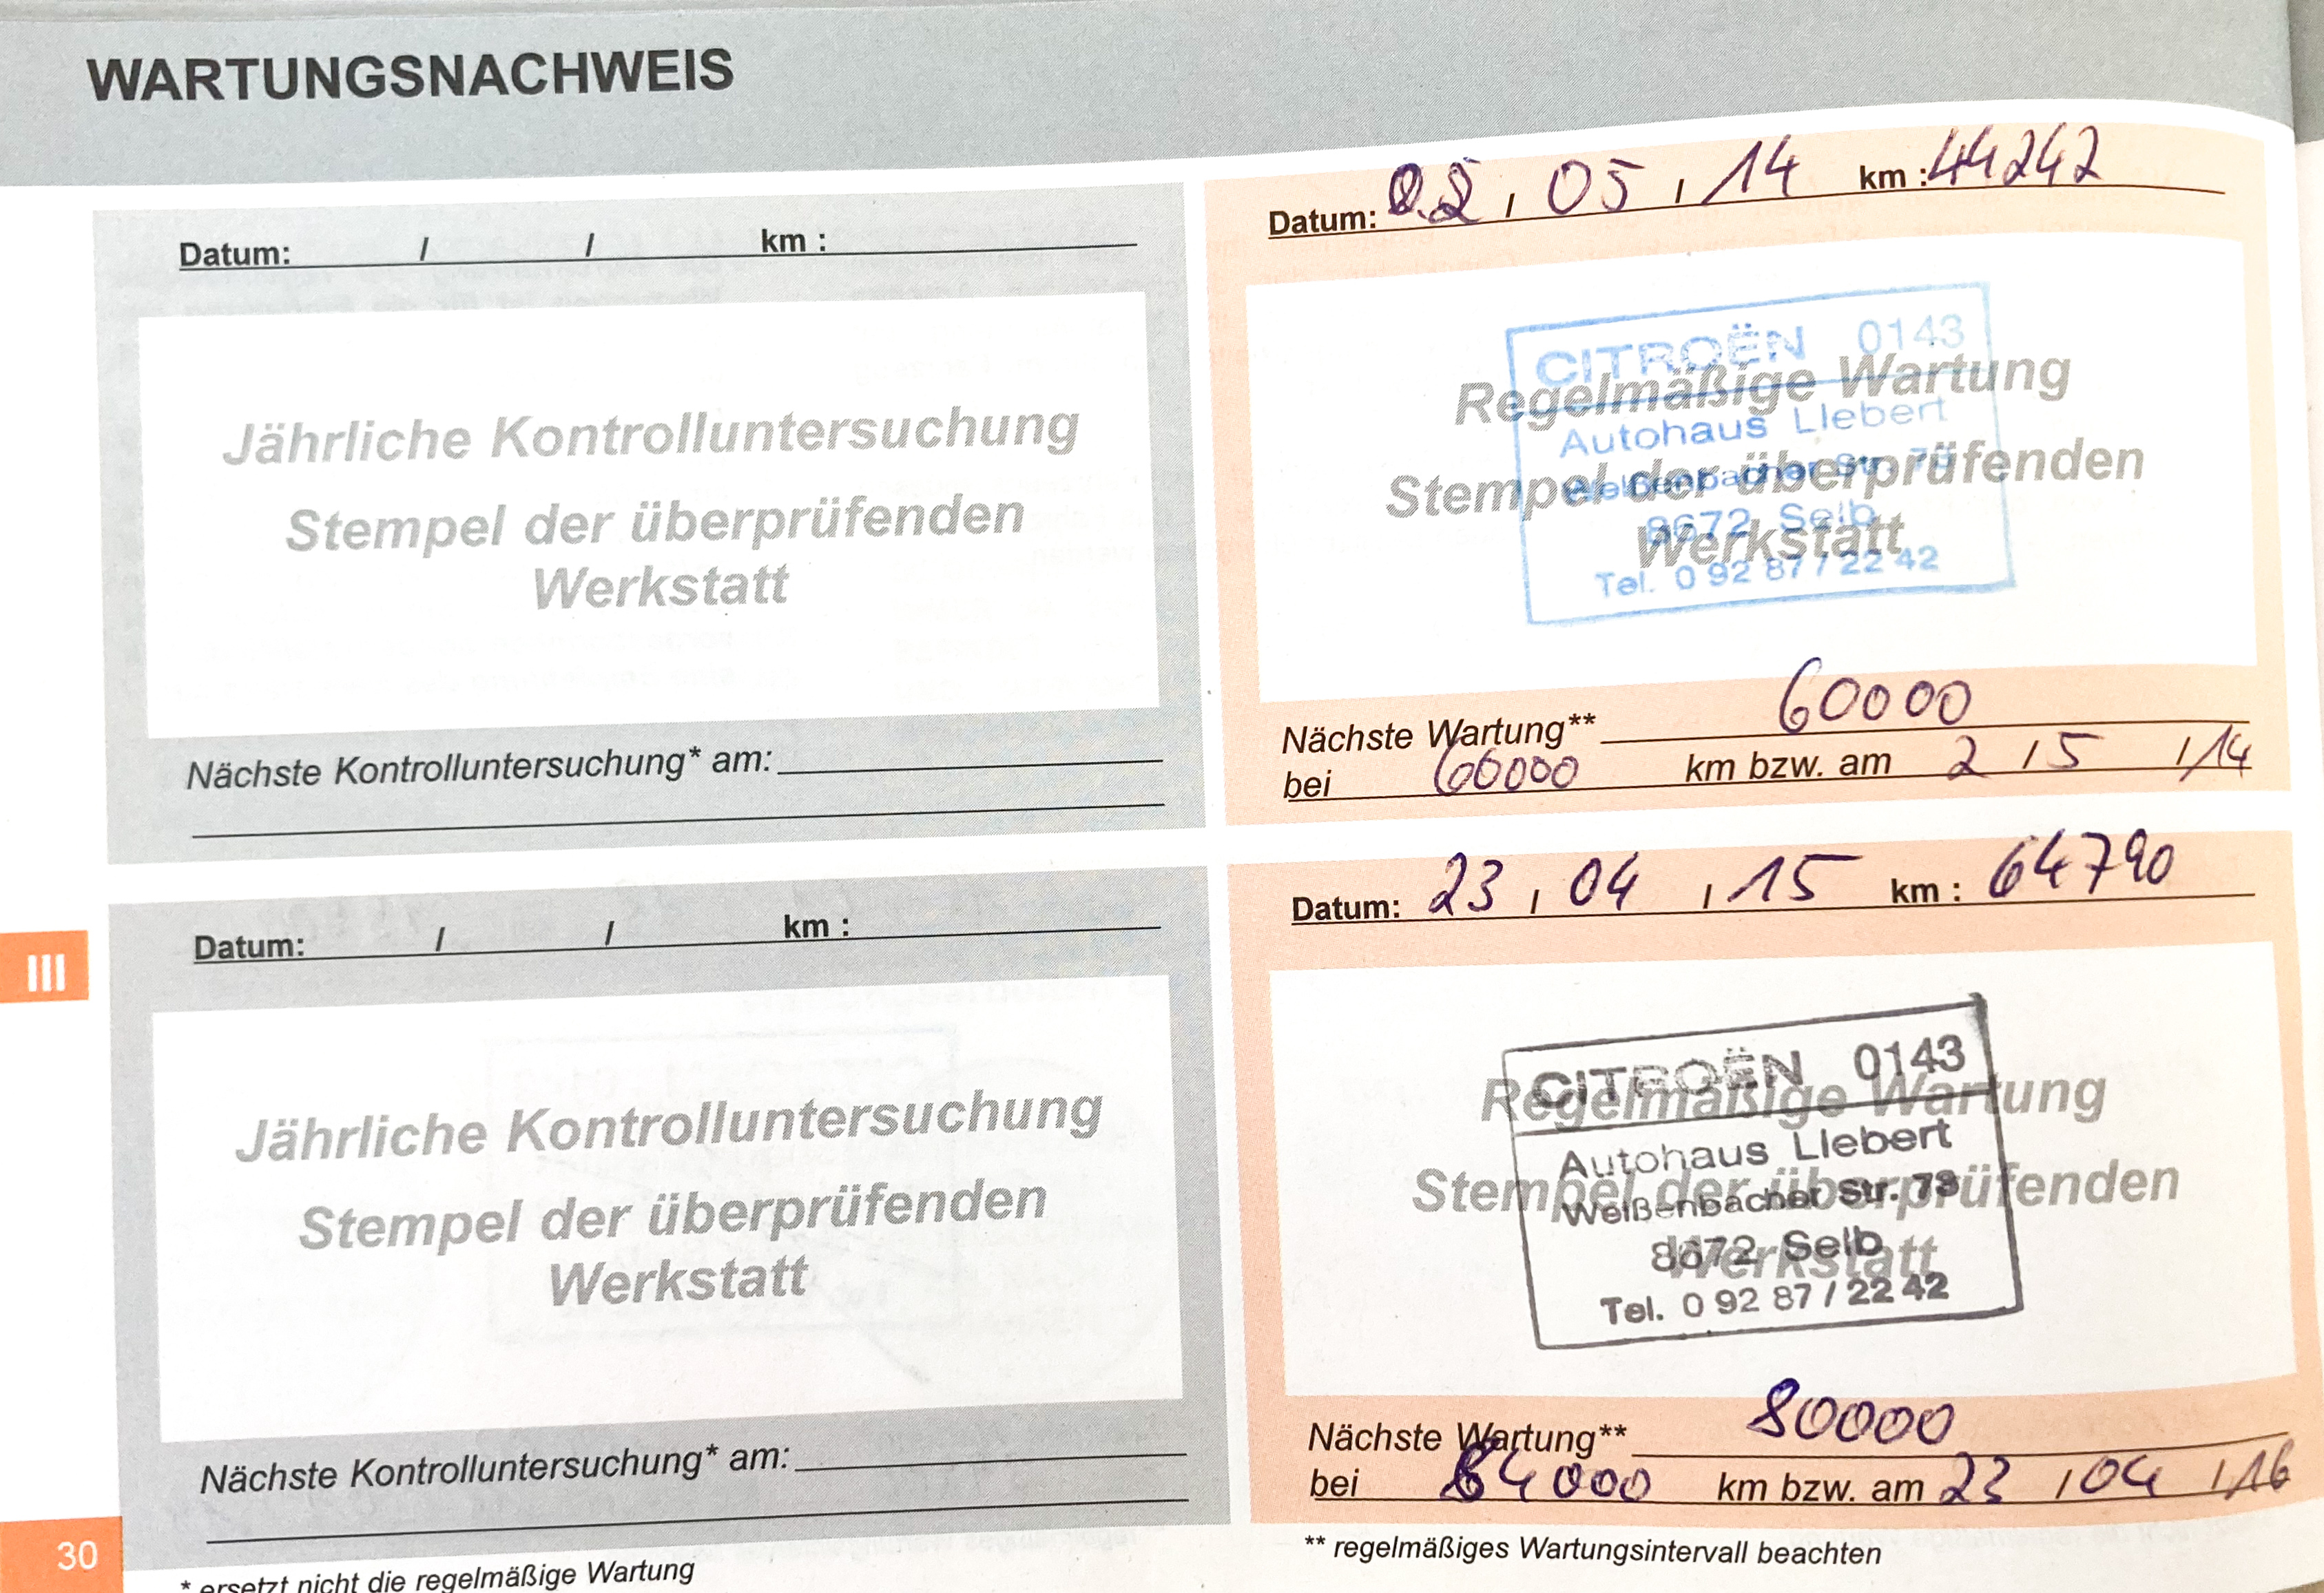 WARTUNGSNACHWEIS
Datum: / / km :
Jährliche Kontrolluntersuchung
Stempel der überprüfenden
Werkstatt
Nächste Kontrolluntersuchung* am:
Datum: 02 / 05 / 14 km : 44242
Regelmäßige Wartung
Stempel der überprüfenden
Werkstatt
CITROËN 0143
Autohaus LIebert
Weißenbacher Str. 73
8672 Selb
Tel. 0 92 87 / 22 42
Nächste Wartung** 60000
bei 60000 km bzw. am 2 / 5 / 14
Datum: / / km :
Jährliche Kontrolluntersuchung
Stempel der überprüfenden
Werkstatt
Nächste Kontrolluntersuchung* am:
Datum: 23 / 04 / 15 km : 64790
Regelmäßige Wartung
Stempel der überprüfenden
Werkstatt
CITROËN 0143
Autohaus LIebert
Weißenbacher Str. 73
8672 Selb
Tel. 0 92 87 / 22 42
Nächste Wartung** 80000
bei 84000 km bzw. am 23 / 04 / 16
III
30
* ersetzt nicht die regelmäßige Wartung
** regelmäßiges Wartungsintervall beachten